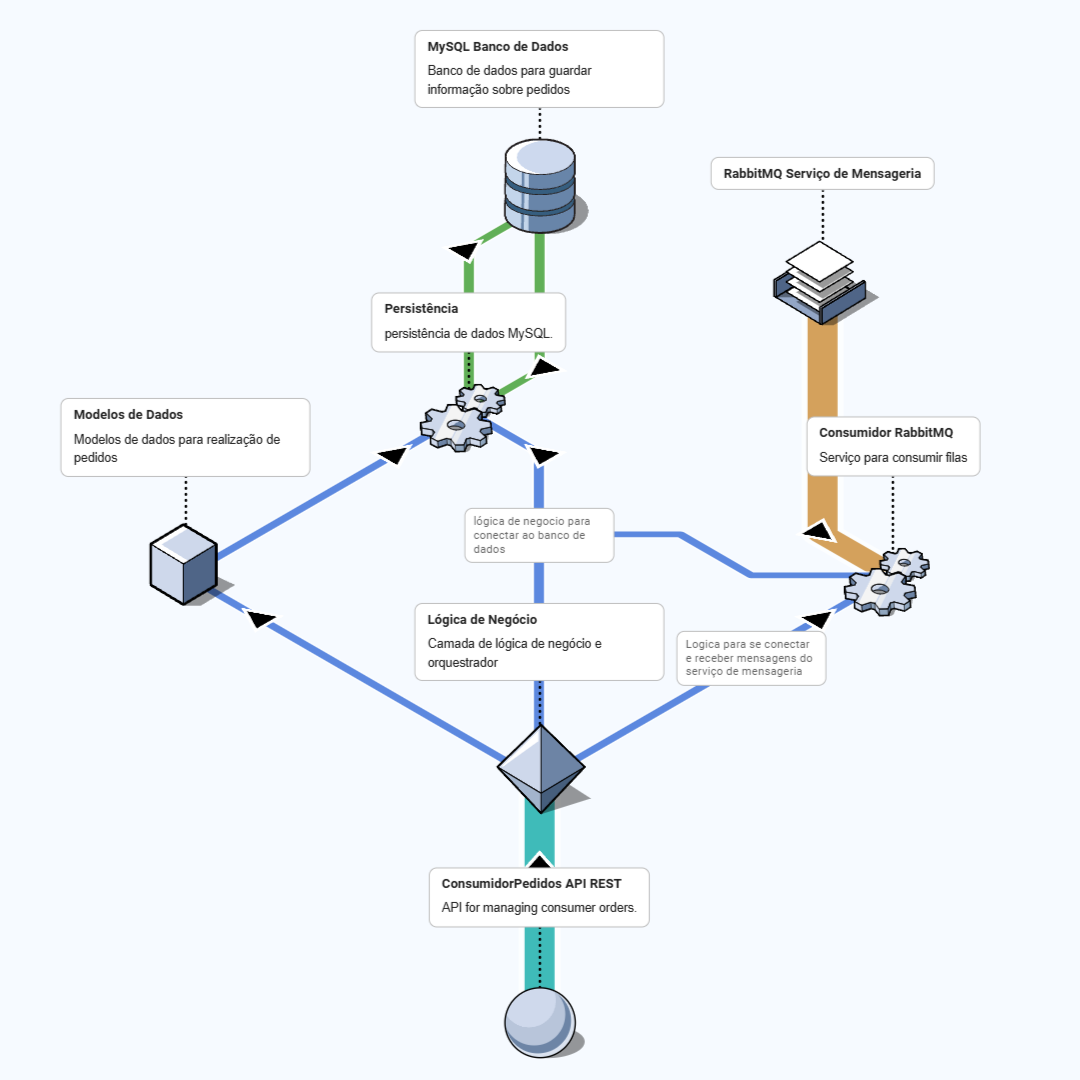 MySQL Banco de Dados
Banco de dados para guardar
informação sobre pedidos
RabbitMQ Serviço de Mensageria
Persistência
persistência de dados MySQL.
Modelos de Dados
Modelos de dados para realização de
pedidos
Consumidor RabbitMQ
Serviço para consumir filas
lógica de negocio para
conectar ao banco de
dados
Lógica de Negócio
Camada de lógica de negócio e
orquestrador
Logica para se conectar
e receber mensagens do
serviço de mensageria
ConsumidorPedidos API REST
API for managing consumer orders.